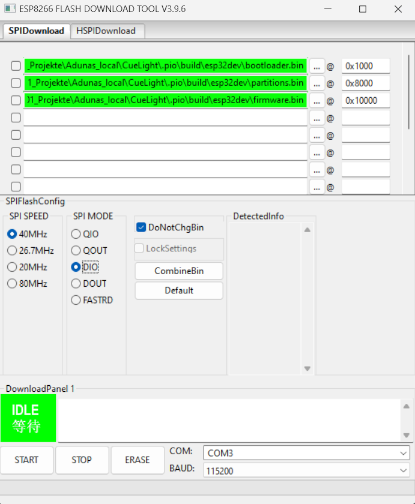 ESP8266 FLASH DOWNLOAD TOOL V3.9.6
SPIDownload HSPIDownload
_Projekte\Adunas_local\CueLight\.pio\build\esp32dev\bootloader.bin ... @ 0x1000
1_Projekte\Adunas_local\CueLight\.pio\build\esp32dev\partitions.bin ... @ 0x8000
01_Projekte\Adunas_local\CueLight\.pio\build\esp32dev\firmware.bin ... @ 0x10000
... @
... @
... @
... @
... @
SPIFlashConfig
SPI SPEED SPI MODE DetectedInfo
40MHz QIO DoNotChgBin
26.7MHz QOUT LockSettings
20MHz DIO CombineBin
80MHz DOUT Default
FASTRD
DownloadPanel 1
IDLE
等待
START STOP ERASE
COM: COM3
BAUD: 115200